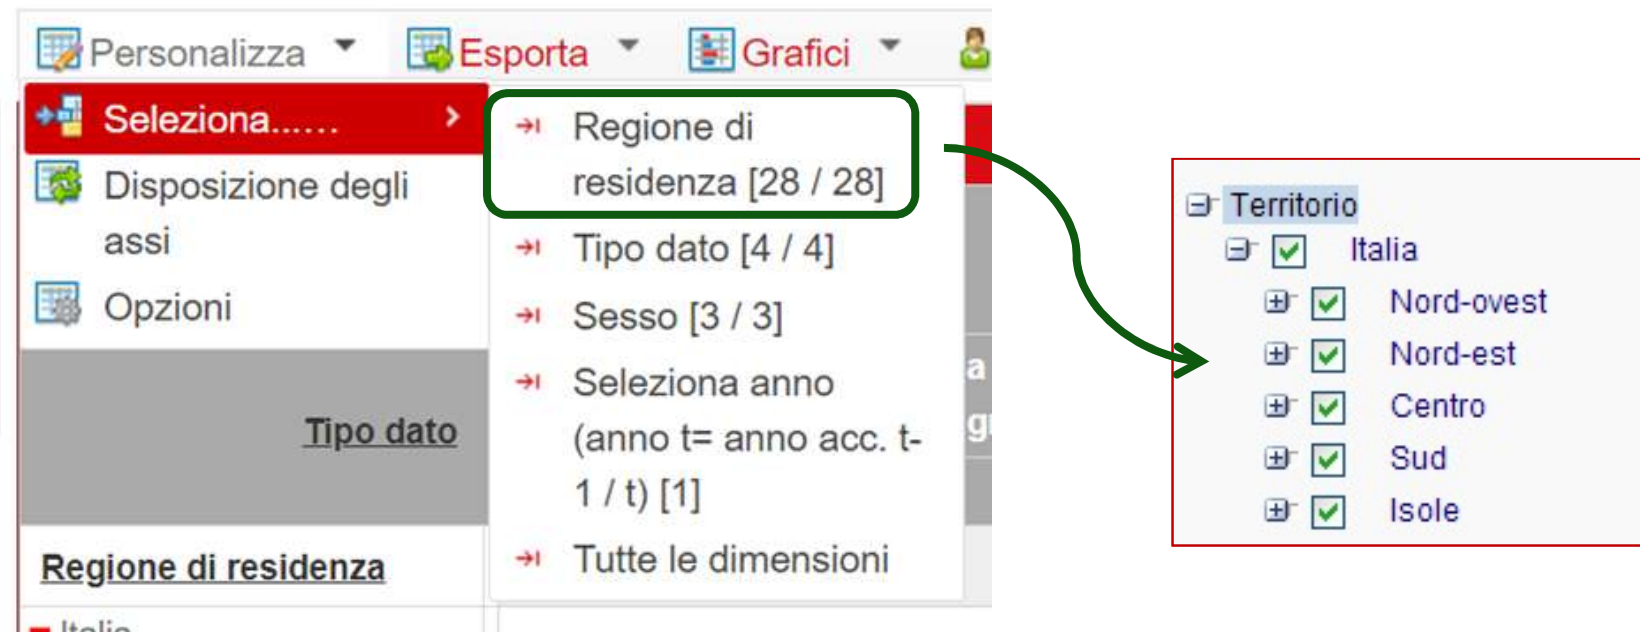 Personalizza Esporta Grafici
Seleziona......
Disposizione degli
assi
Opzioni
Regione di
residenza [28 / 28]
Tipo dato [4 / 4]
Sesso [3 / 3]
Seleziona anno
(anno t= anno acc. t-
1 / t) [1]
Tutte le dimensioni
Tipo dato
Regione di residenza
Italia
Territorio
Italia
Nord-ovest
Nord-est
Centro
Sud
Isole